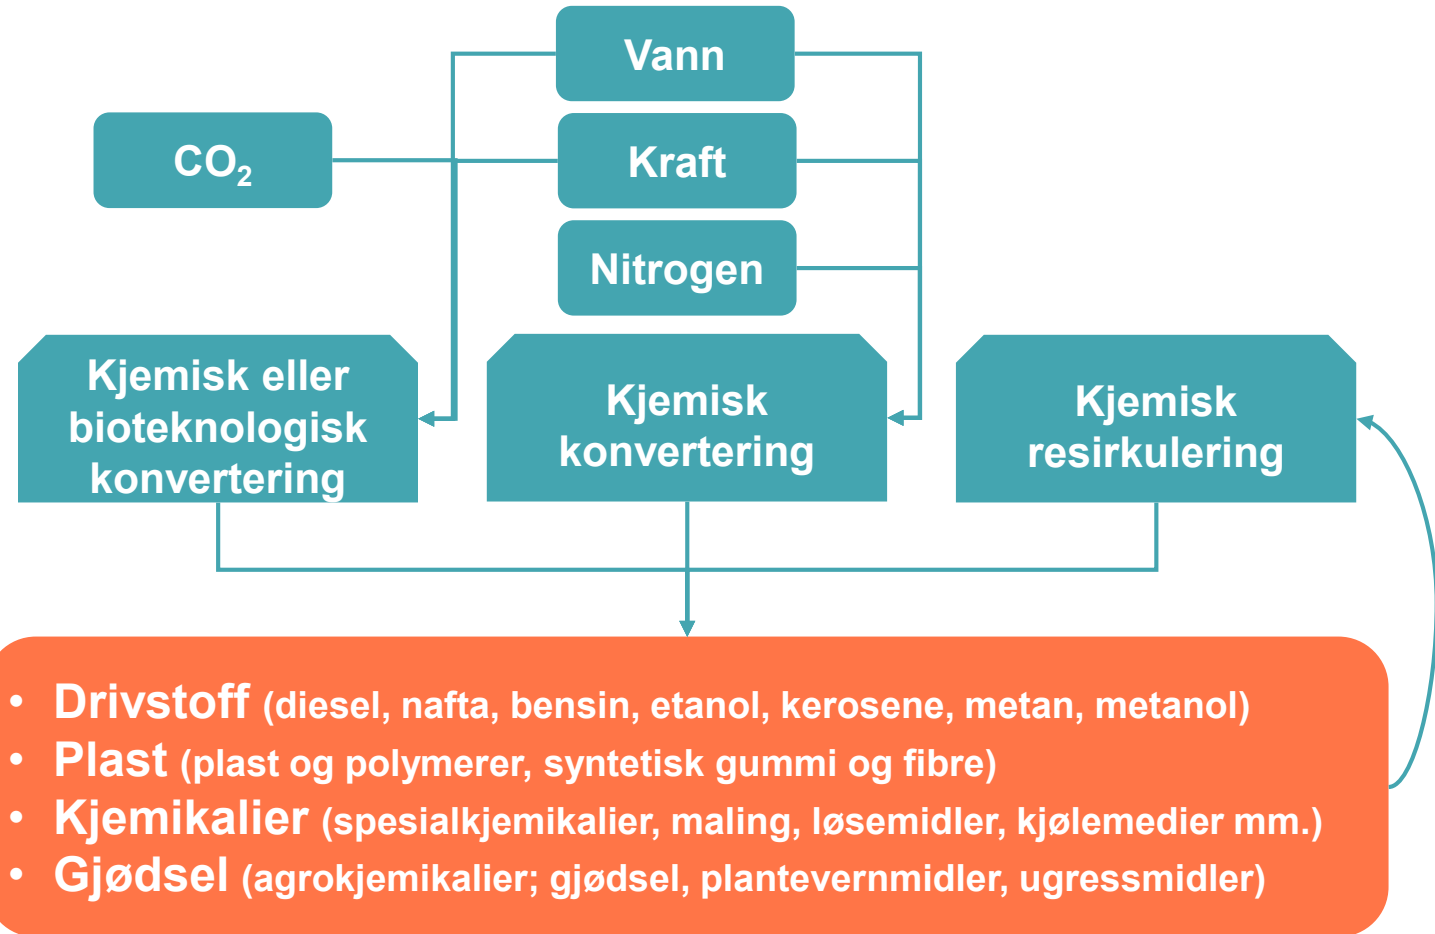 Vann
CO₂
Kraft
Nitrogen
Kjemisk eller
bioteknologisk
konvertering
Kjemisk
konvertering
Kjemisk
resirkulering
• Drivstoff (diesel, nafta, bensin, etanol, kerosene, metan, metanol)
• Plast (plast og polymerer, syntetisk gummi og fibre)
• Kjemikalier (spesialkjemikalier, maling, løsemidler, kjølemedier mm.)
• Gjødsel (agrokjemikalier; gjødsel, plantevernmidler, ugressmidler)